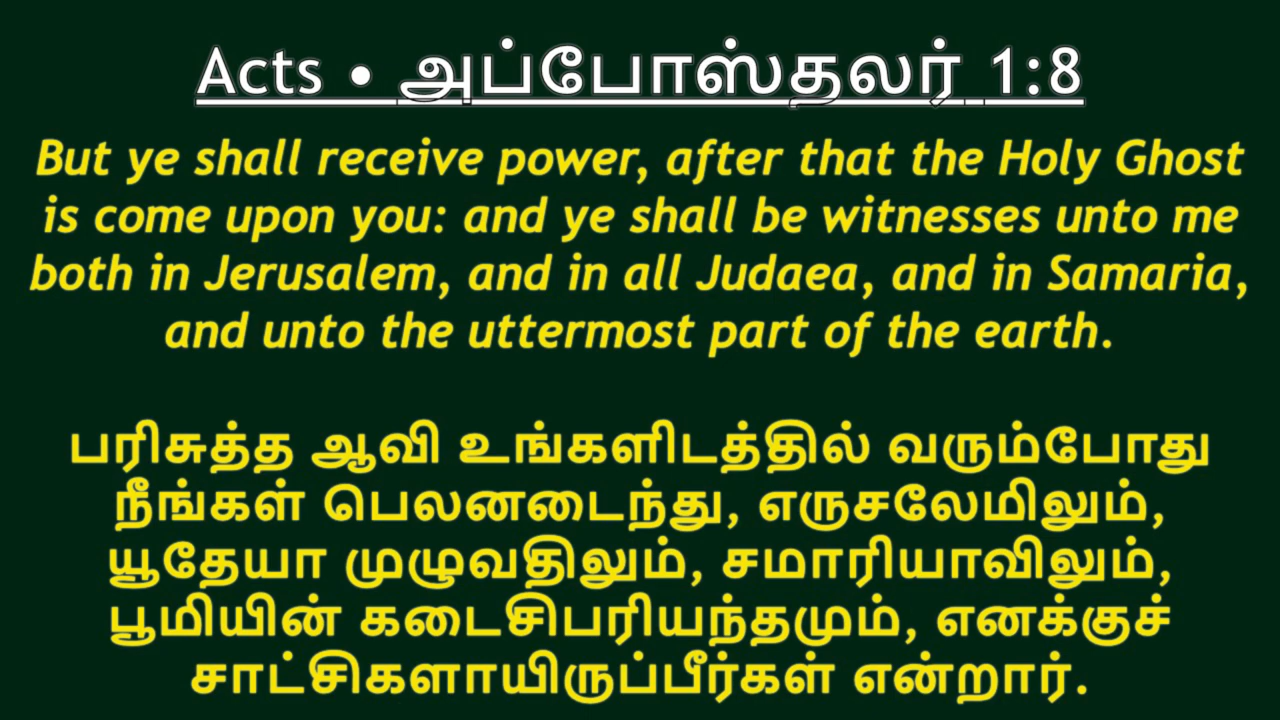 Acts • அப்போஸ்தலர் 1:8
But ye shall receive power, after that the Holy Ghost
is come upon you: and ye shall be witnesses unto me
both in Jerusalem, and in all Judaea, and in Samaria,
and unto the uttermost part of the earth.
பரிசுத்த ஆவி உங்களிடத்தில் வரும்போது
நீங்கள் பெலனடைந்து, எருசலேமிலும்,
யூதேயா முழுவதிலும், சமாரியாவிலும்,
பூமியின் கடைசிபரியந்தமும், எனக்குச்
சாட்சிகளாயிருப்பீர்கள் என்றார்.